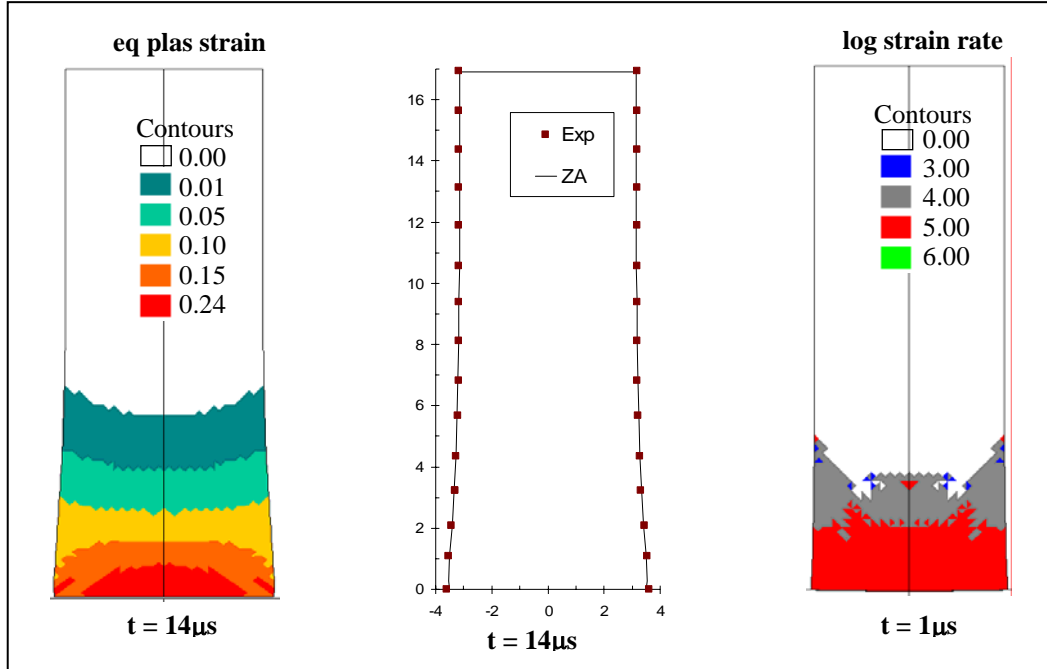 eq plas strain
Contours
0.00
0.01
0.05
0.10
0.15
0.24
t = 14μs
16
14
12
10
8
6
4
2
0
-4
-2
0
2
4
Exp
ZA
t = 14μs
log strain rate
Contours
0.00
3.00
4.00
5.00
6.00
t = 1μs